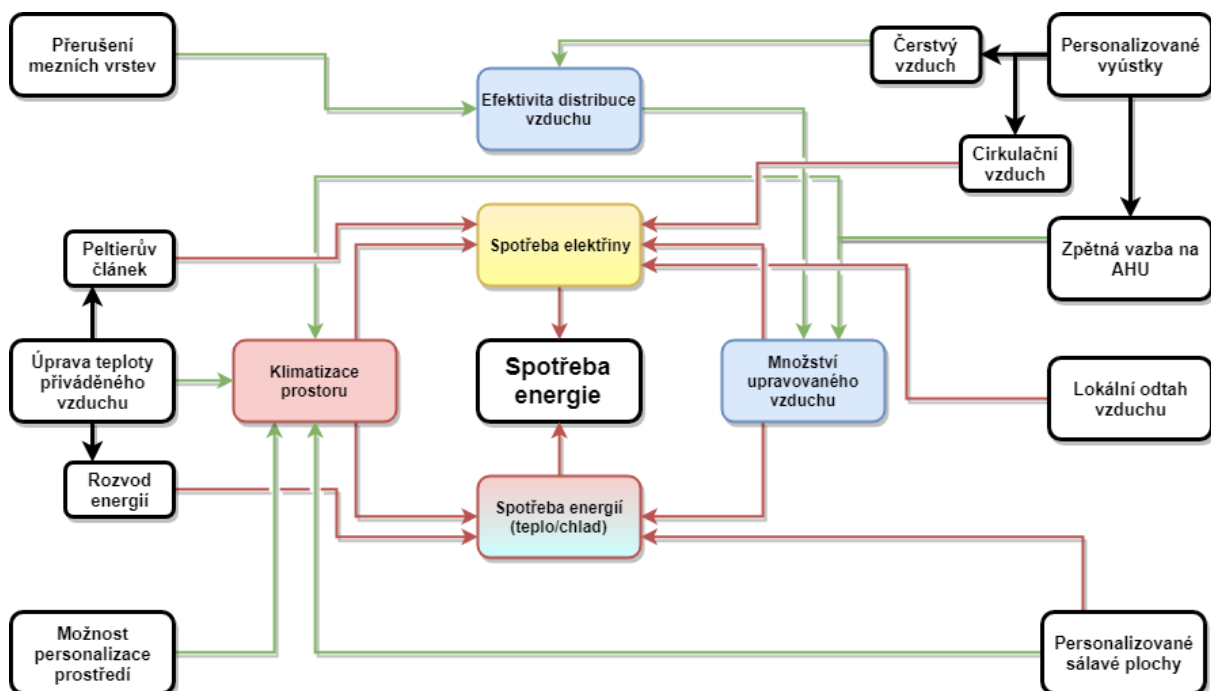 Přerušení
mezních vrstev
Efektivita distribuce
vzduchu
Čerstvý
vzduch
Personalizované
vyústky
Cirkulační
vzduch
Peltierův
článek
Spotřeba elektřiny
Zpětná vazba na
AHU
Úprava teploty
přiváděného
vzduchu
Klimatizace
prostoru
Spotřeba
energie
Množství
upravovaného
vzduchu
Lokální odtah
vzduchu
Rozvod
energií
Spotřeba energií
(teplo/chlad)
Možnost
personalizace
prostředí
Personalizované
sálavé plochy